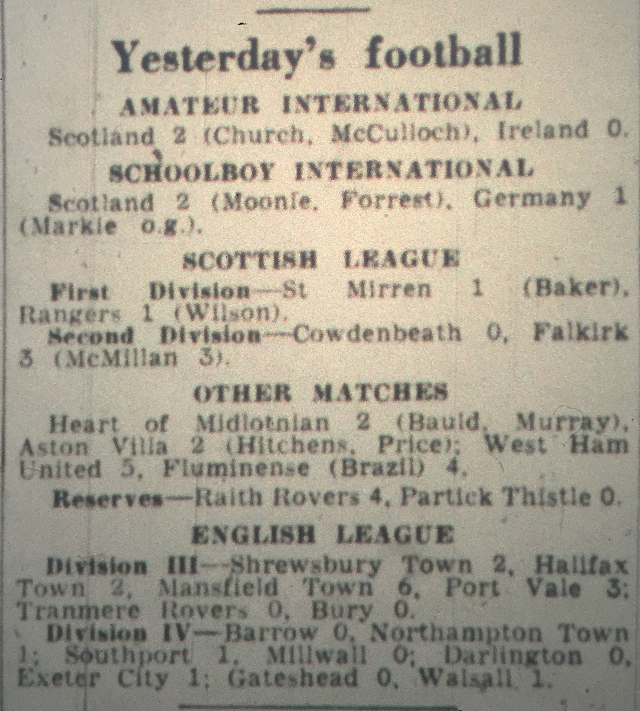 Yesterday's football
AMATEUR INTERNATIONAL
Scotland 2 (Church, McCulloch), Ireland 0.
SCHOOLBOY INTERNATIONAL
Scotland 2 (Moonie, Forrest), Germany 1
(Markie o.g.).
SCOTTISH LEAGUE
First Division—St Mirren 1 (Baker),
Rangers 1 (Wilson).
Second Division—Cowdenbeath 0, Falkirk
3 (McMillan 3).
OTHER MATCHES
Heart of Midlotnian 2 (Bauld, Murray),
Aston Villa 2 (Hitchens, Price); West Ham
United 5, Fluminense (Brazil) 4.
Reserves—Raith Rovers 4, Partick Thistle 0.
ENGLISH LEAGUE
Division III—Shrewsbury Town 2, Halifax
Town 2, Mansfield Town 6, Port Vale 3;
Tranmere Rovers 0, Bury 0.
Division IV—Barrow 0, Northampton Town
1; Southport 1, Millwall 0; Darlington 0,
Exeter City 1; Gateshead 0, Walsall 1.